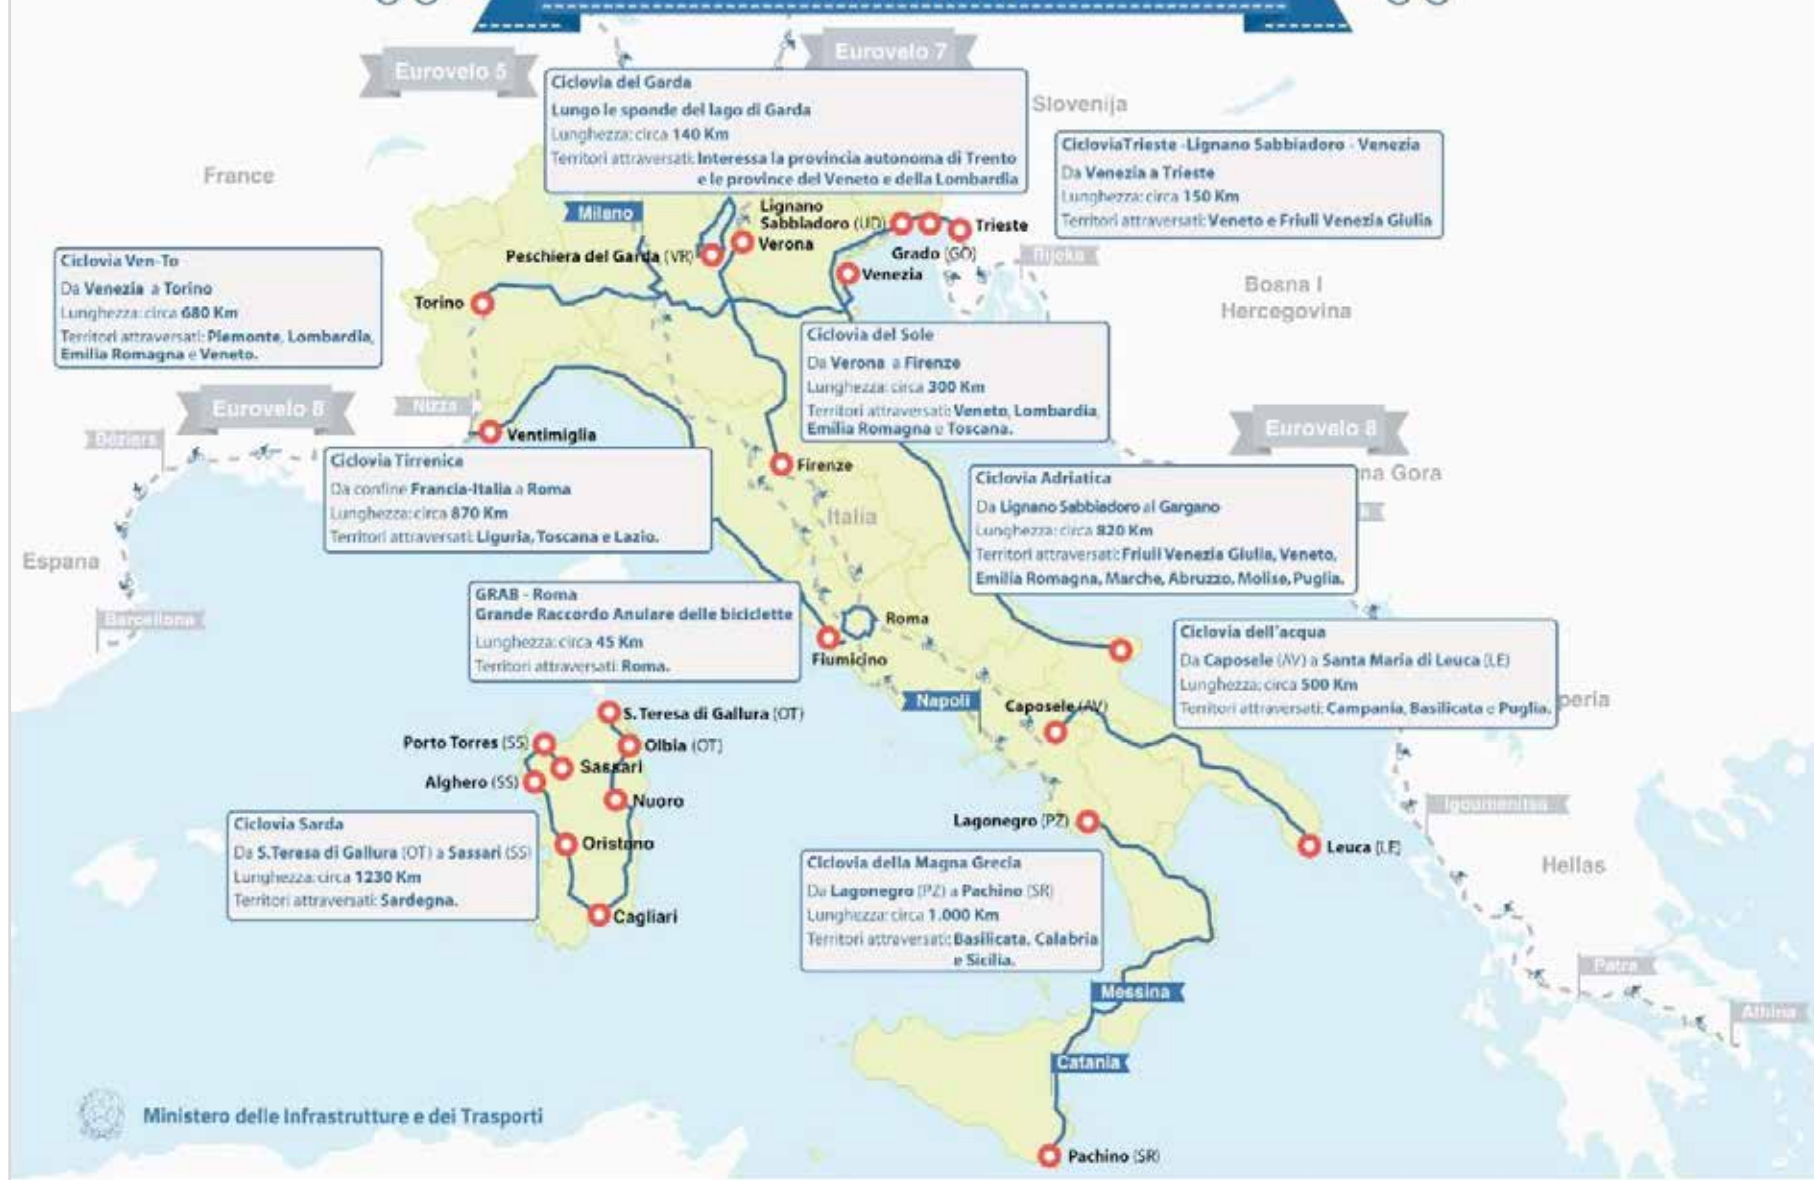 Eurovelo 5
Eurovelo 7
Ciclovia del Garda
Lungo le sponde del lago di Garda
Lunghezza: circa 140 Km
Territori attraversati: Interessa la provincia autonoma di Trento
e le province del Veneto e della Lombardia
Slovenija
CicloviaTrieste -Lignano Sabbiadoro - Venezia
Da Venezia a Trieste
Lunghezza: circa 150 Km
Territori attraversati: Veneto e Friuli Venezia Giulia
France
Milano
Lignano
Sabbiadoro (UD)
Trieste
Verona
Peschiera del Garda (VR)
Grado (GO)
Rijeka
Venezia
Ciclovia Ven-To
Da Venezia a Torino
Lunghezza: circa 680 Km
Territori attraversati: Piemonte, Lombardia,
Emilia Romagna e Veneto.
Torino
Bosna I
Hercegovina
Ciclovia del Sole
Da Verona a Firenze
Lunghezza: circa 300 Km
Territori attraversati: Veneto, Lombardia,
Emilia Romagna e Toscana.
Eurovelo 8
Nizza
Béziers
Ventimiglia
Eurovelo 8
Ciclovia Tirrenica
Da confine Francia-Italia a Roma
Lunghezza: circa 870 Km
Territori attraversati: Liguria, Toscana e Lazio.
Firenze
Italia
Ciclovia Adriatica
Da Lignano Sabbiadoro al Gargano
Lunghezza: circa 820 Km
Territori attraversati: Friuli Venezia Giulia, Veneto,
Emilia Romagna, Marche, Abruzzo, Molise, Puglia.
na Gora
Espana
Barcellona
GRAB - Roma
Grande Raccordo Anulare delle biciclette
Lunghezza: circa 45 Km
Territori attraversati: Roma.
Roma
Fiumicino
Ciclovia dell'acqua
Da Caposele (AV) a Santa Maria di Leuca (LE)
Lunghezza: circa 500 Km
Territori attraversati: Campania, Basilicata e Puglia.
peria
Napoli
Caposele (AV)
S.Teresa di Gallura (OT)
Porto Torres (SS)
Olbia (OT)
Sassari
Alghero (SS)
Nuoro
Oristano
Cagliari
Ciclovia Sarda
Da S.Teresa di Gallura (OT) a Sassari (SS)
Lunghezza: circa 1230 Km
Territori attraversati: Sardegna.
Lagonegro (PZ)
Igoumenitsa
Leuca (LE)
Hellas
Ciclovia della Magna Grecia
Da Lagonegro (PZ) a Pachino (SR)
Lunghezza: circa 1.000 Km
Territori attraversati: Basilicata, Calabria
e Sicilia.
Messina
Patra
Athina
Catania
Ministero delle Infrastrutture e dei Trasporti
Pachino (SR)